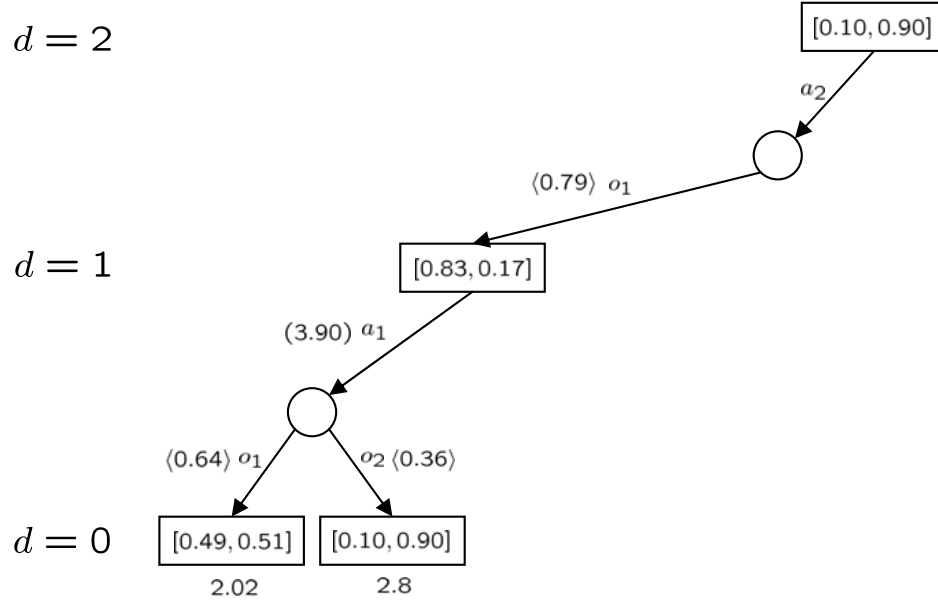 d = 2
[0.10, 0.90]
a₂
⟨0.79⟩ o₁
d = 1
[0.83, 0.17]
(3.90) a₁
⟨0.64⟩ o₁
o₂ ⟨0.36⟩
d = 0
[0.49, 0.51]
[0.10, 0.90]
2.02
2.8